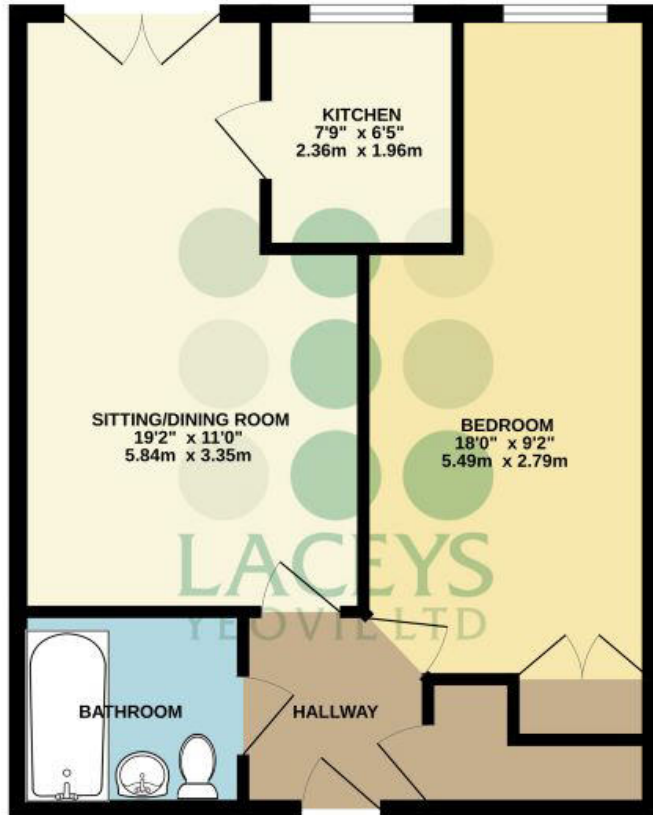 KITCHEN
7'9" x 6'5"
2.36m x 1.96m
SITTING/DINING ROOM
19'2" x 11'0"
5.84m x 3.35m
BEDROOM
18'0" x 9'2"
5.49m x 2.79m
LACEYS
YEOVIL LTD
BATHROOM
HALLWAY